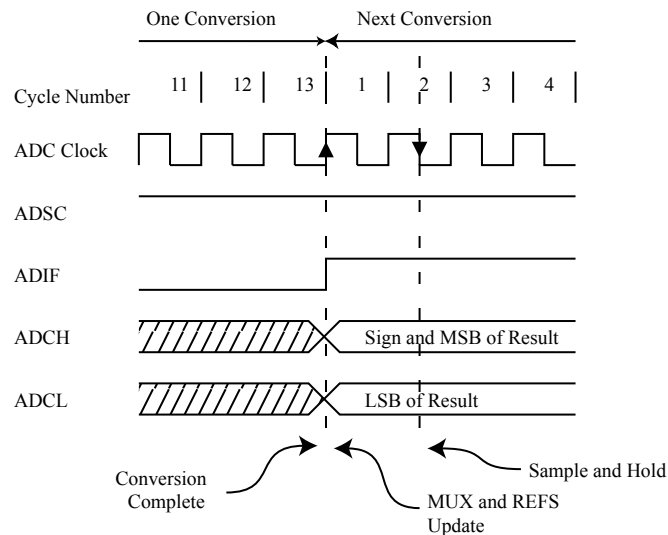 One Conversion Next Conversion
Cycle Number 11 12 13 1 2 3 4
ADC Clock
ADSC
ADIF
ADCH Sign and MSB of Result
ADCL LSB of Result
Conversion
Complete
MUX and REFS
Update
Sample and Hold